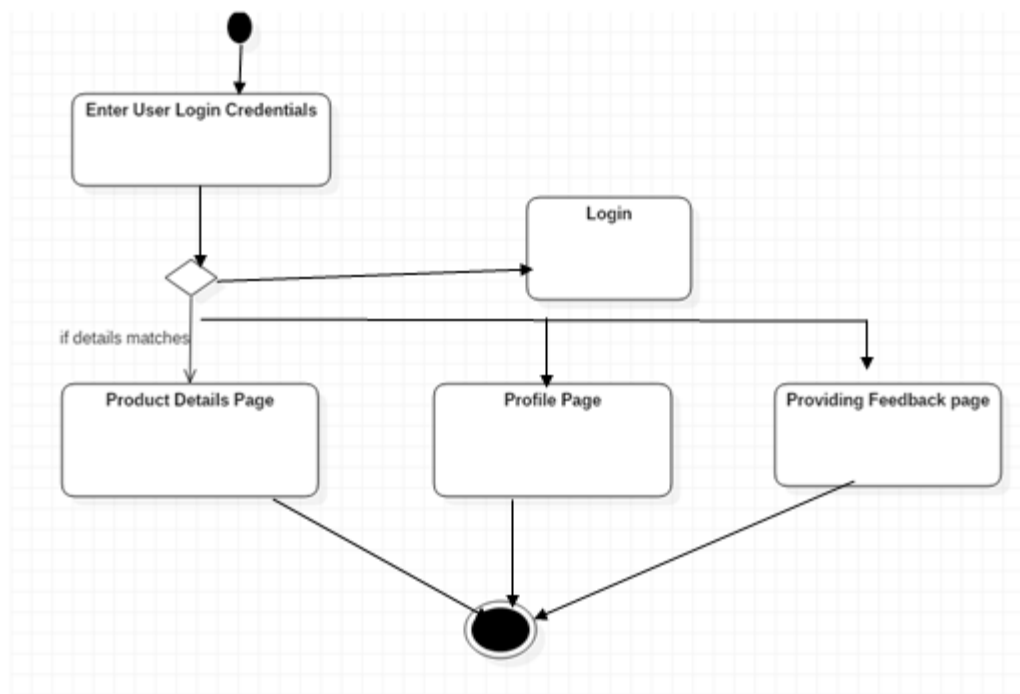 Enter User Login Credentials
Login
if details matches
Product Details Page
Profile Page
Providing Feedback page